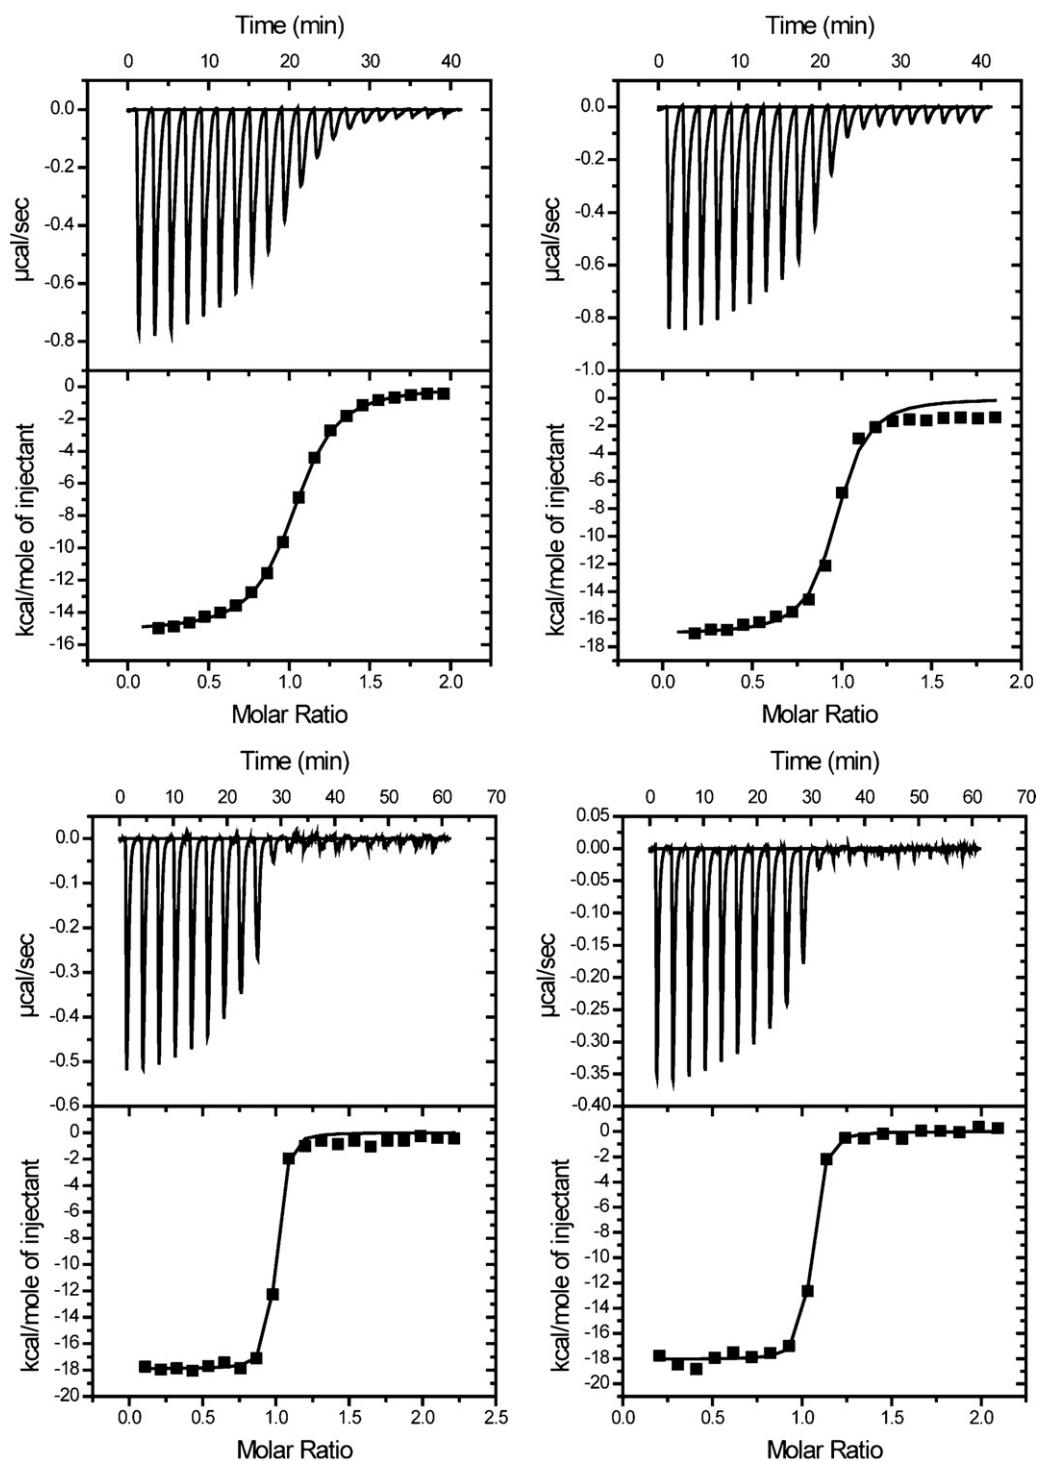 Time (min)
0 10 20 30 40
0.0
-0.2
-0.4
-0.6
-0.8
µcal/sec
0
-2
-4
-6
-8
-10
-12
-14
-16
kcal/mole of injectant
0.0 0.5 1.0 1.5 2.0
Molar Ratio
Time (min)
0 10 20 30 40
0.0
-0.2
-0.4
-0.6
-0.8
-1.0
µcal/sec
0
-2
-4
-6
-8
-10
-12
-14
-16
-18
kcal/mole of injectant
0.0 0.5 1.0 1.5 2.0
Molar Ratio
Time (min)
0 10 20 30 40 50 60 70
0.0
-0.1
-0.2
-0.3
-0.4
-0.5
-0.6
µcal/sec
0
-2
-4
-6
-8
-10
-12
-14
-16
-18
-20
kcal/mole of injectant
0.0 0.5 1.0 1.5 2.0 2.5
Molar Ratio
Time (min)
0 10 20 30 40 50 60 70
0.05
0.00
-0.05
-0.10
-0.15
-0.20
-0.25
-0.30
-0.35
-0.40
µcal/sec
0
-2
-4
-6
-8
-10
-12
-14
-16
-18
-20
kcal/mole of injectant
0.0 0.5 1.0 1.5 2.0
Molar Ratio